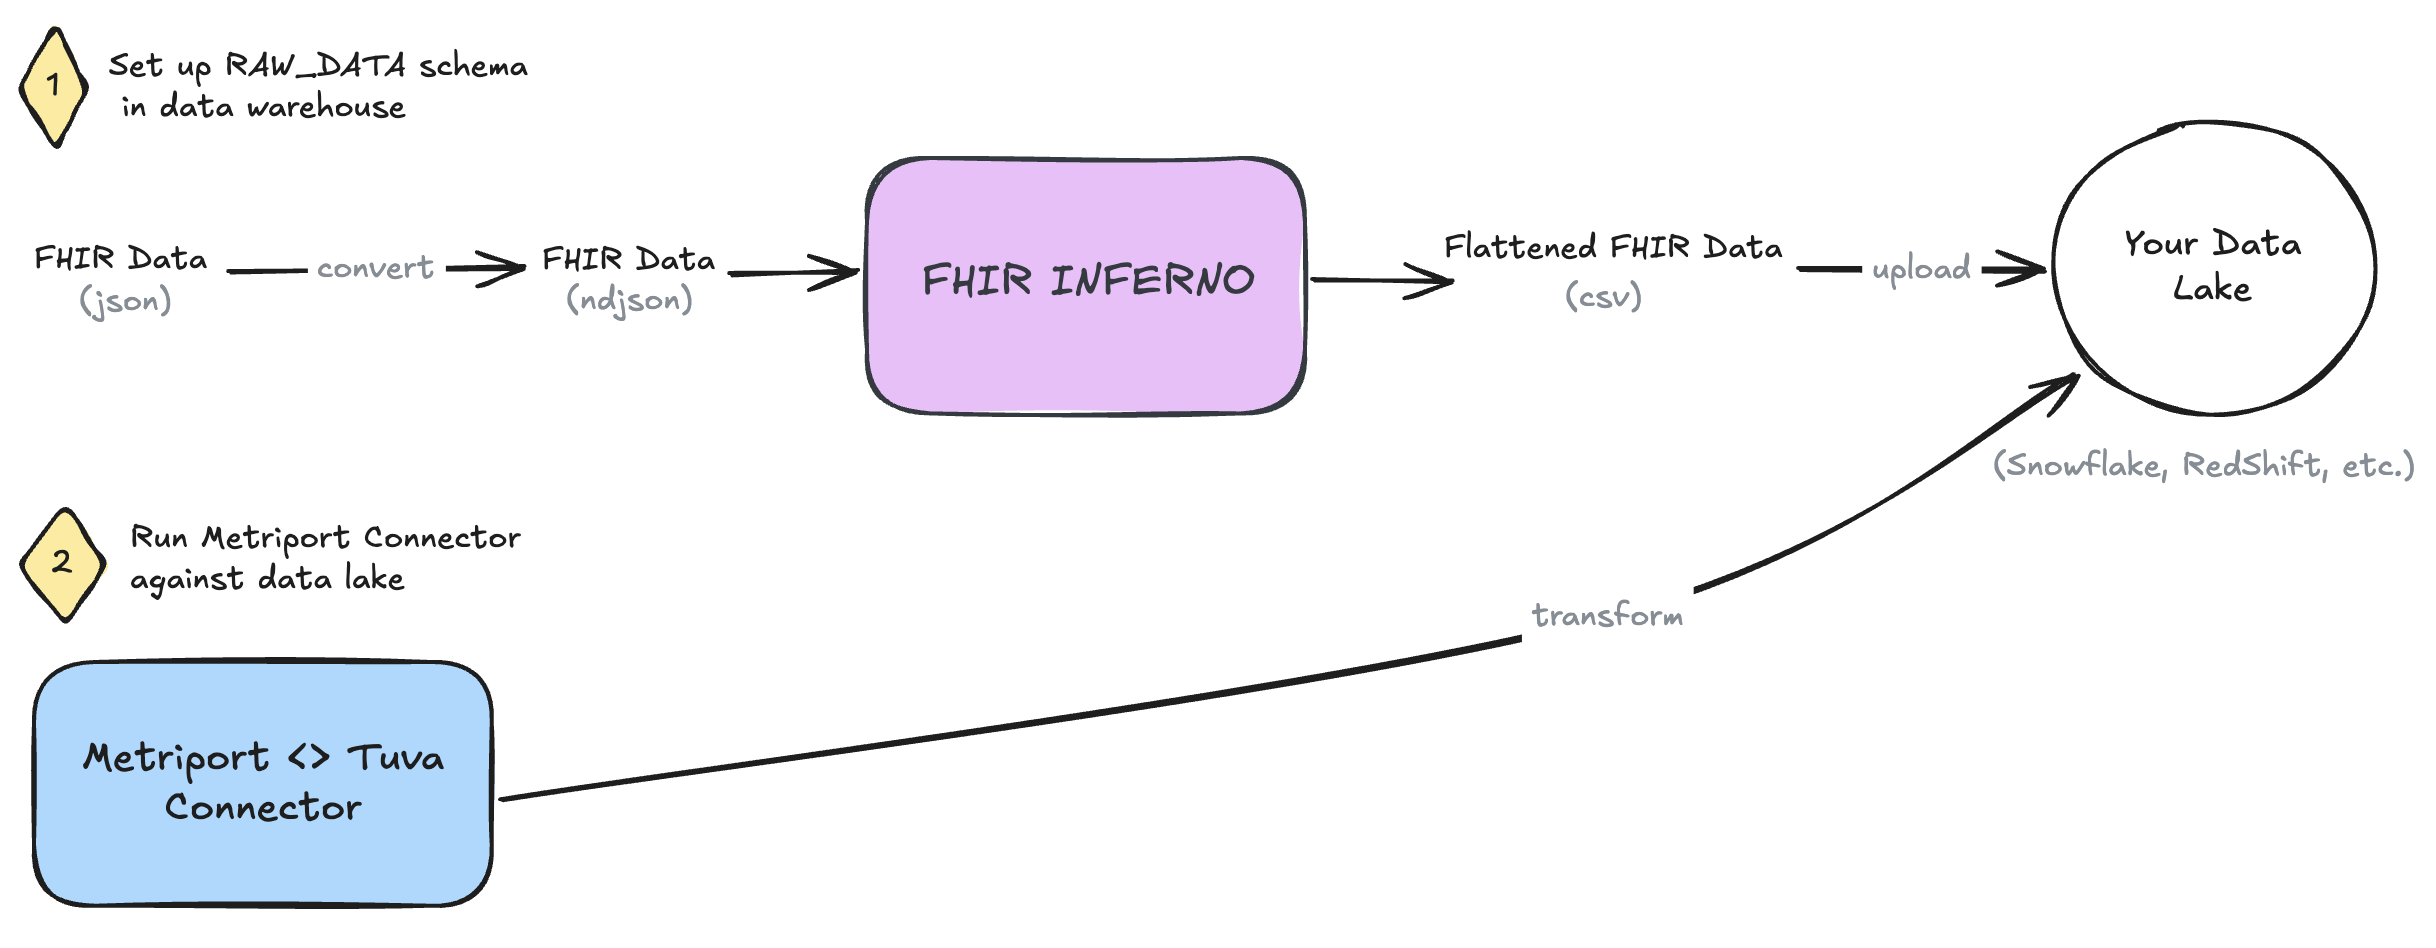 1
Set up RAW_DATA schema
in data warehouse
FHIR Data
(json)
convert
FHIR Data
(ndjson)
FHIR INFERNO
Flattened FHIR Data
(csv)
upload
Your Data
Lake
(Snowflake, RedShift, etc.)
2
Run Metriport Connector
against data lake
transform
Metriport <> Tuva
Connector